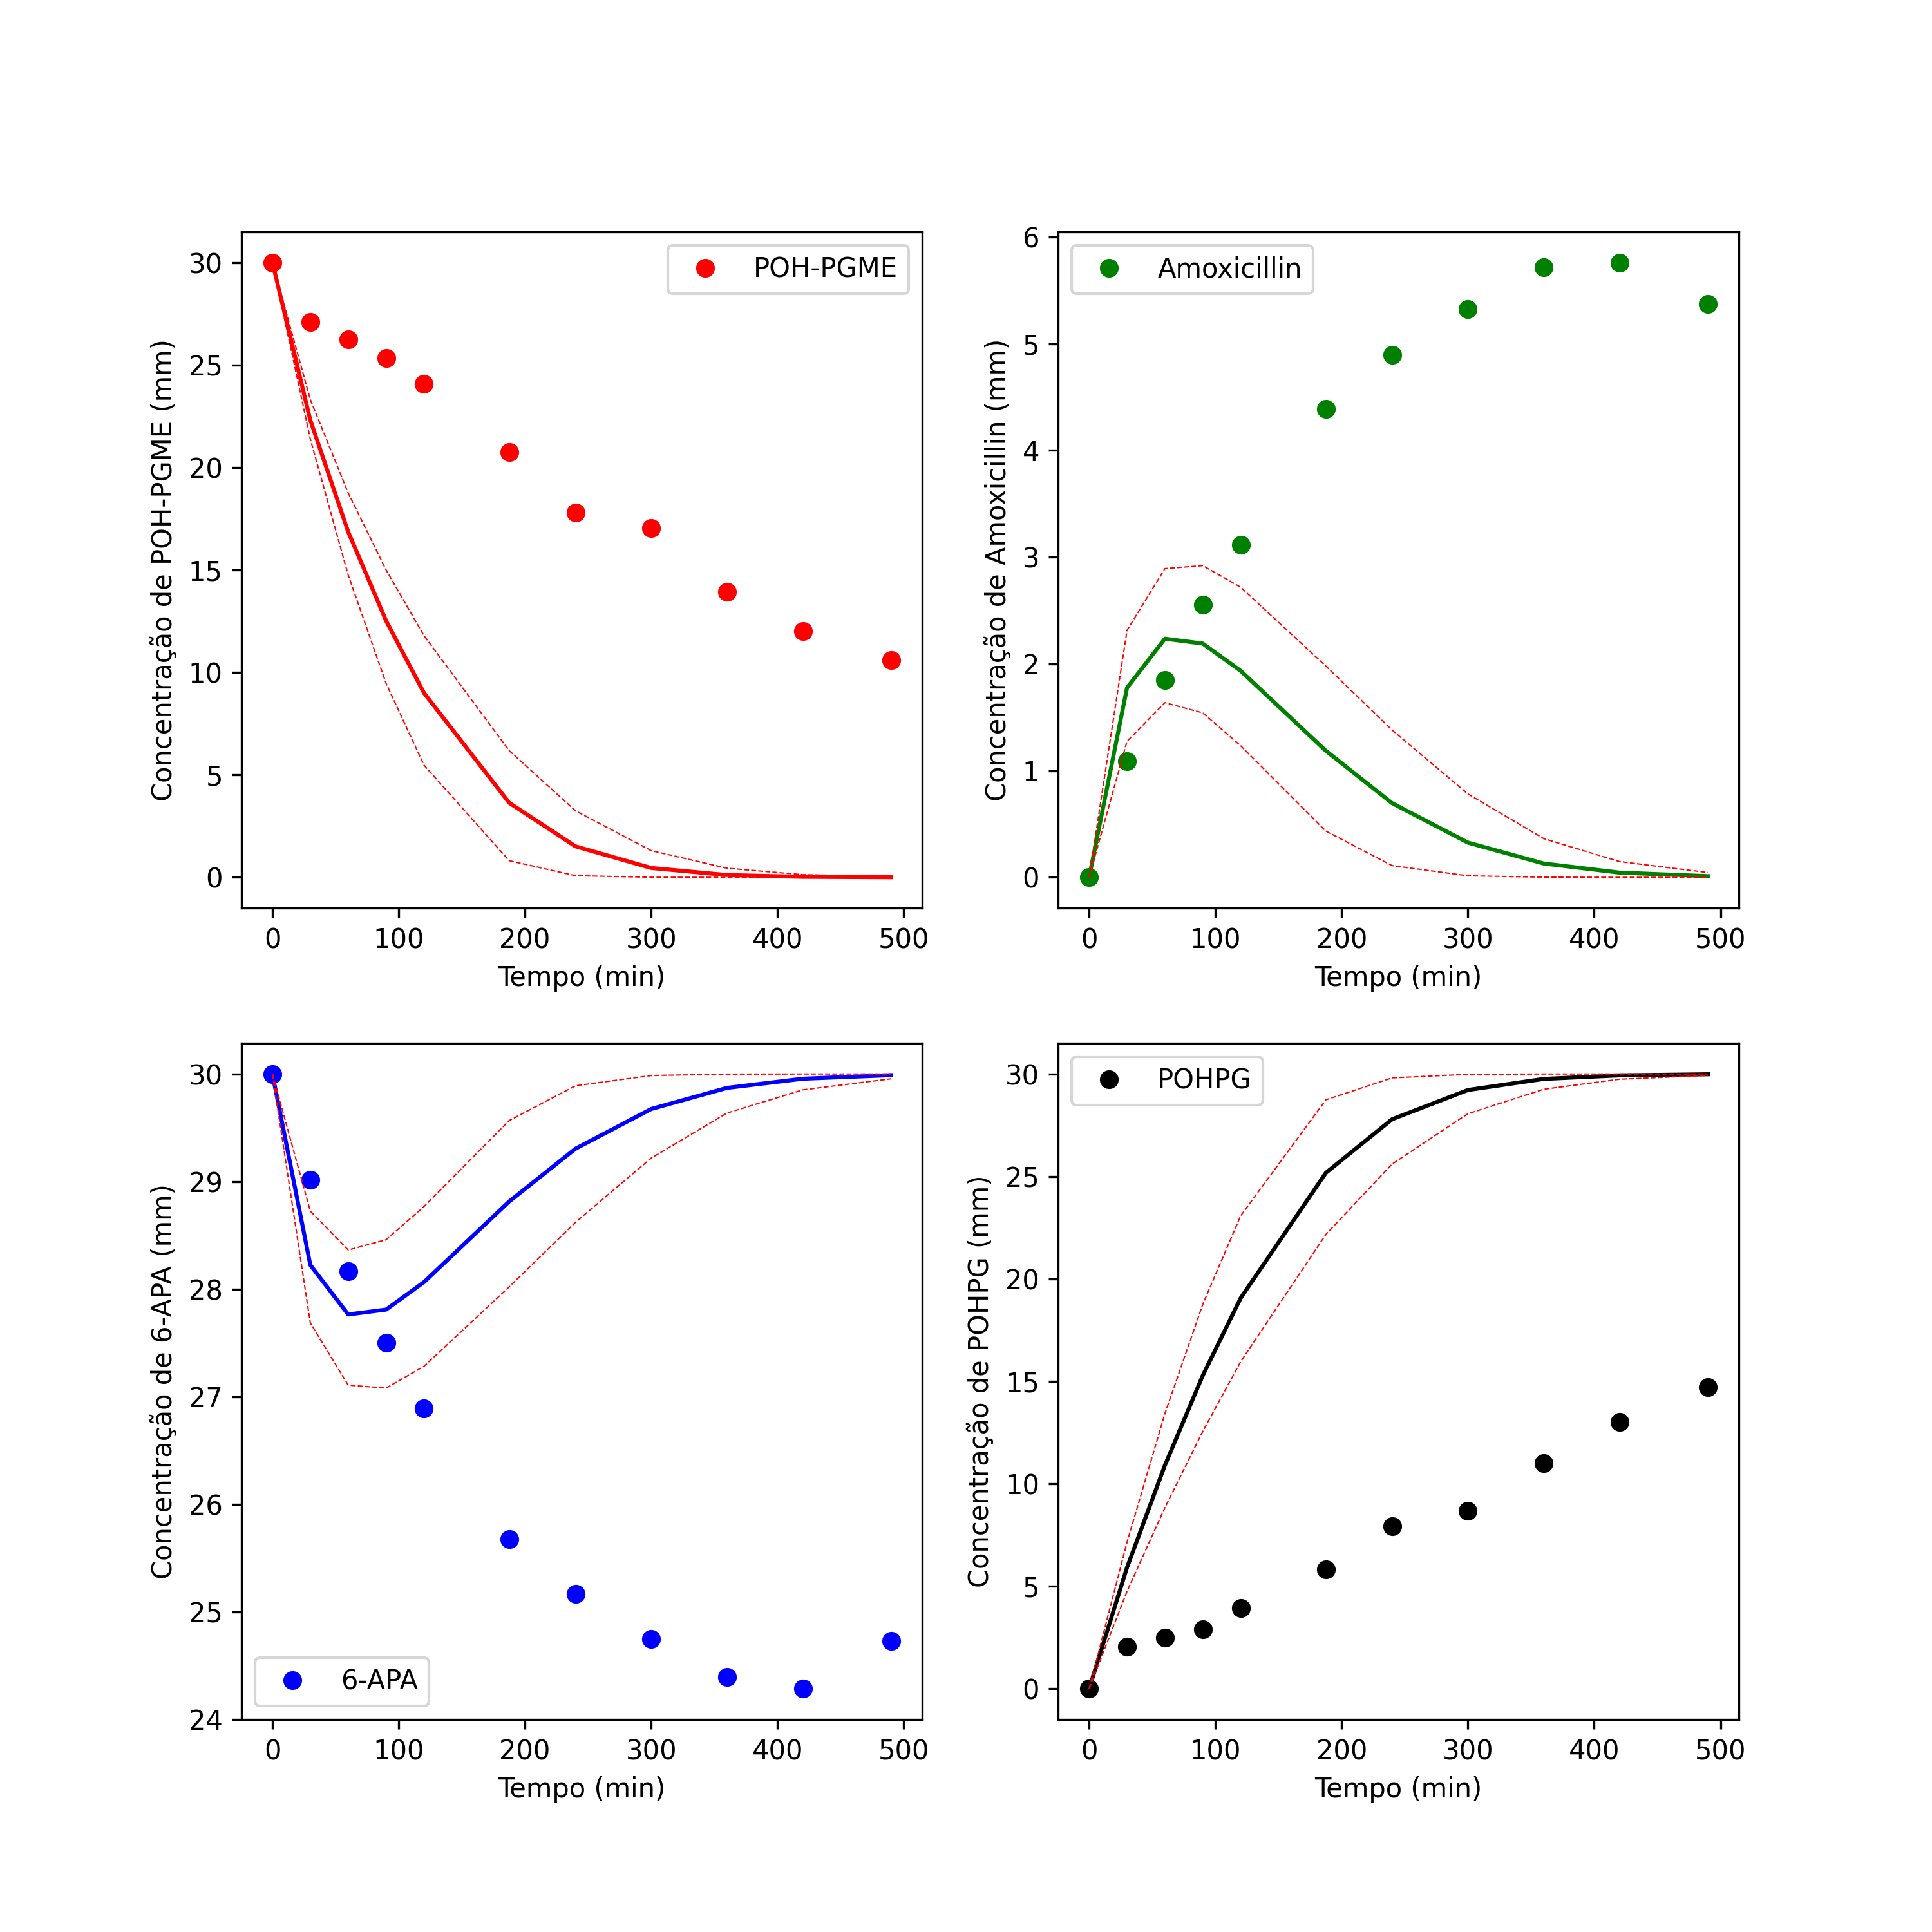 POH-PGME
Concentração de POH-PGME (mm)
30
25
20
15
10
5
0
0 100 200 300 400 500
Tempo (min)
Amoxicillin
Concentração de Amoxicillin (mm)
6
5
4
3
2
1
0
0 100 200 300 400 500
Tempo (min)
Concentração de 6-APA (mm)
30
29
28
27
26
25
24
6-APA
0 100 200 300 400 500
Tempo (min)
POHPG
Concentração de POHPG (mm)
30
25
20
15
10
5
0
0 100 200 300 400 500
Tempo (min)